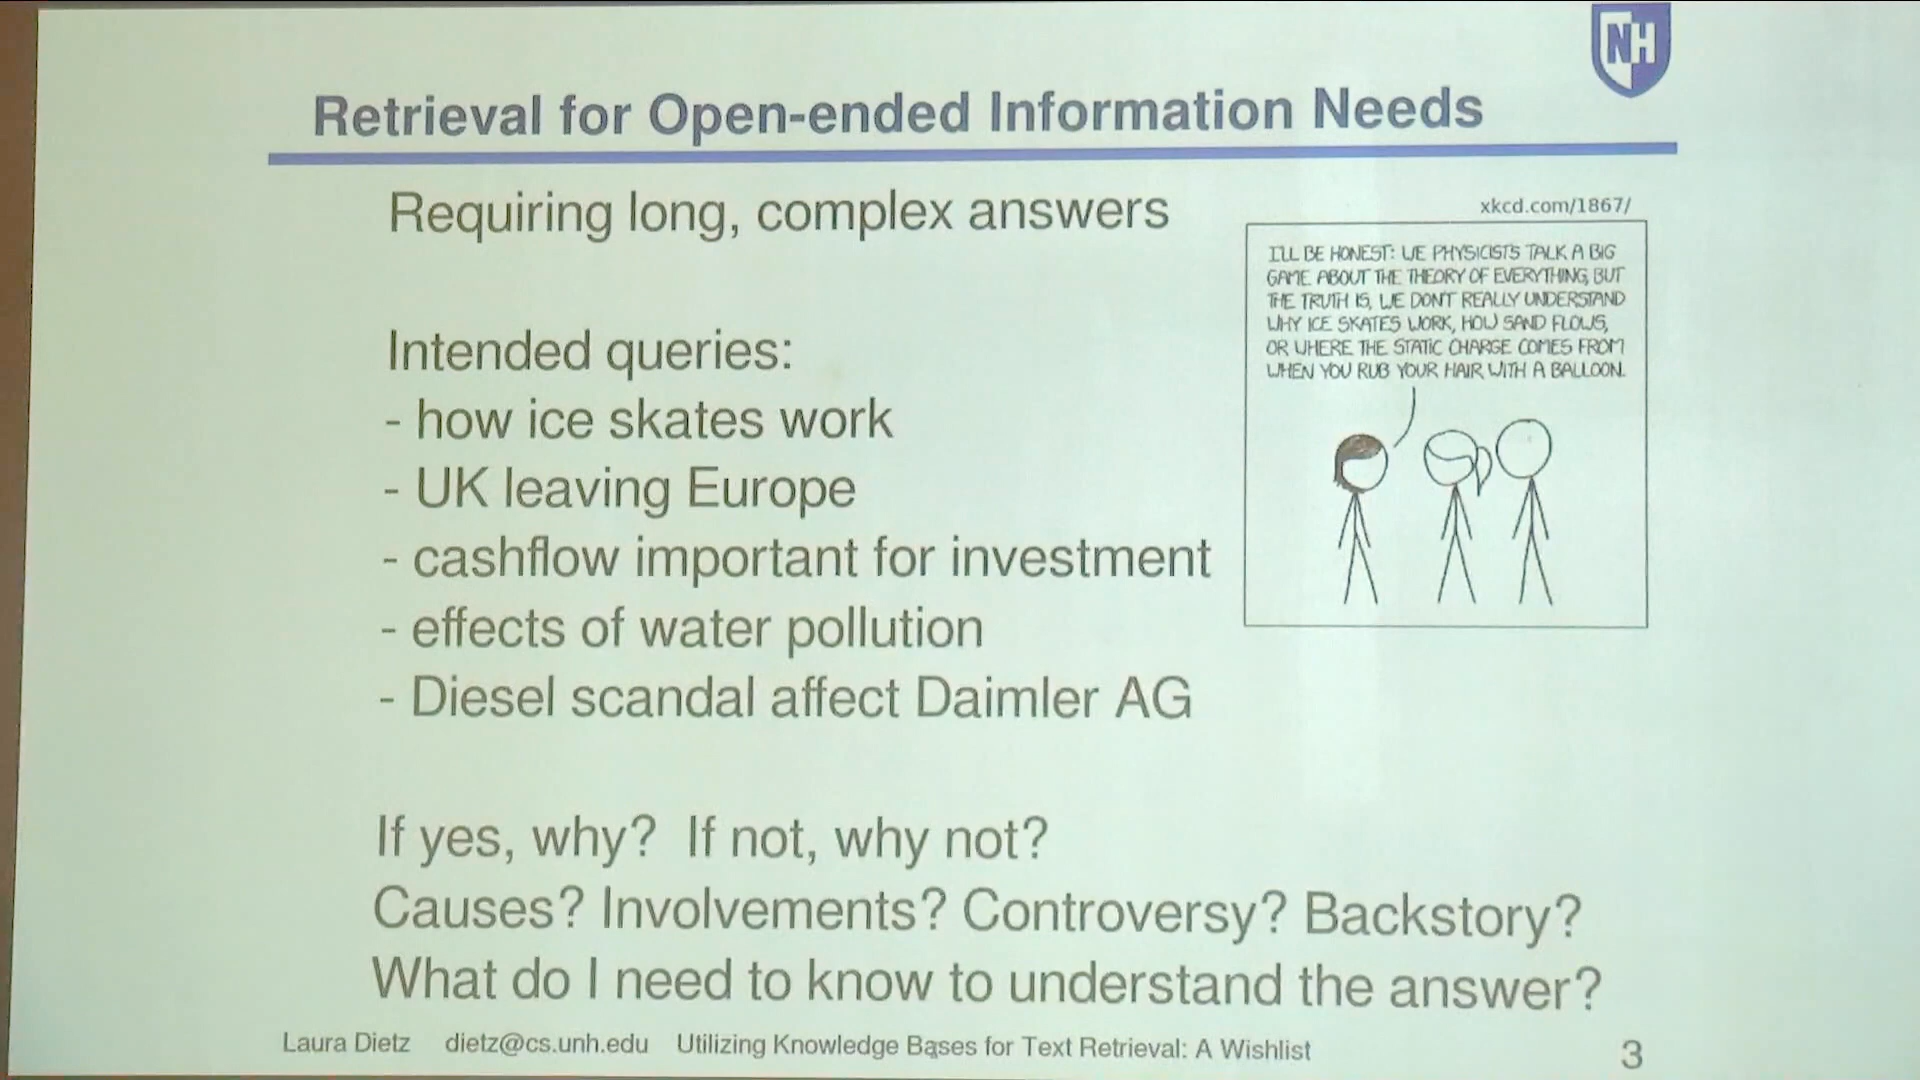 NH
Retrieval for Open-ended Information Needs
Requiring long, complex answers
xkcd.com/1867/
I'LL BE HONEST: WE PHYSICISTS TALK A BIG
GAME ABOUT THE THEORY OF EVERYTHING, BUT
THE TRUTH IS, WE DON'T REALLY UNDERSTAND
WHY ICE SKATES WORK, HOW SAND FLOWS,
OR WHERE THE STATIC CHARGE COMES FROM
WHEN YOU RUB YOUR HAIR WITH A BALLOON.
Intended queries:
- how ice skates work
- UK leaving Europe
- cashflow important for investment
- effects of water pollution
- Diesel scandal affect Daimler AG
If yes, why? If not, why not?
Causes? Involvements? Controversy? Backstory?
What do I need to know to understand the answer?
Laura Dietz dietz@cs.unh.edu Utilizing Knowledge Bases for Text Retrieval: A Wishlist
3